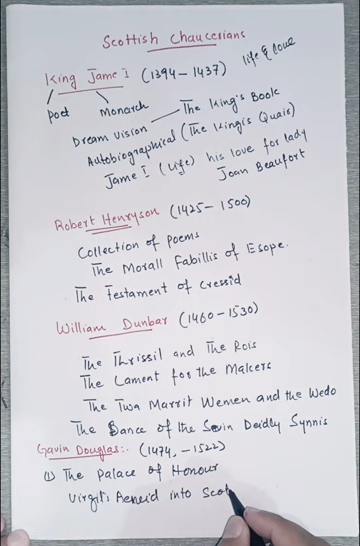 Scottish Chaucerians
King Jame I (1394 - 1437) life & love
Poet Monarch
Dream Vision The King's Book
Autobiographical (The Kingis Quair)
Jame I (Life) his love for lady
Joan Beaufort
Robert Henryson (1425 - 1500)
Collection of poems
The Morall Fabillis of Esope.
The Testament of Cressid
William Dunbar (1460 - 1530)
The Thrissil and The Rois
The Lament for the Makers
The Twa Marrit Wemen and the Wedo
The Dance of the Sevin Deidly Synnis
Gavin Douglas:. (1474, - 1522)
(1) The Palace of Honour
Virgil: Aeneid into Scot